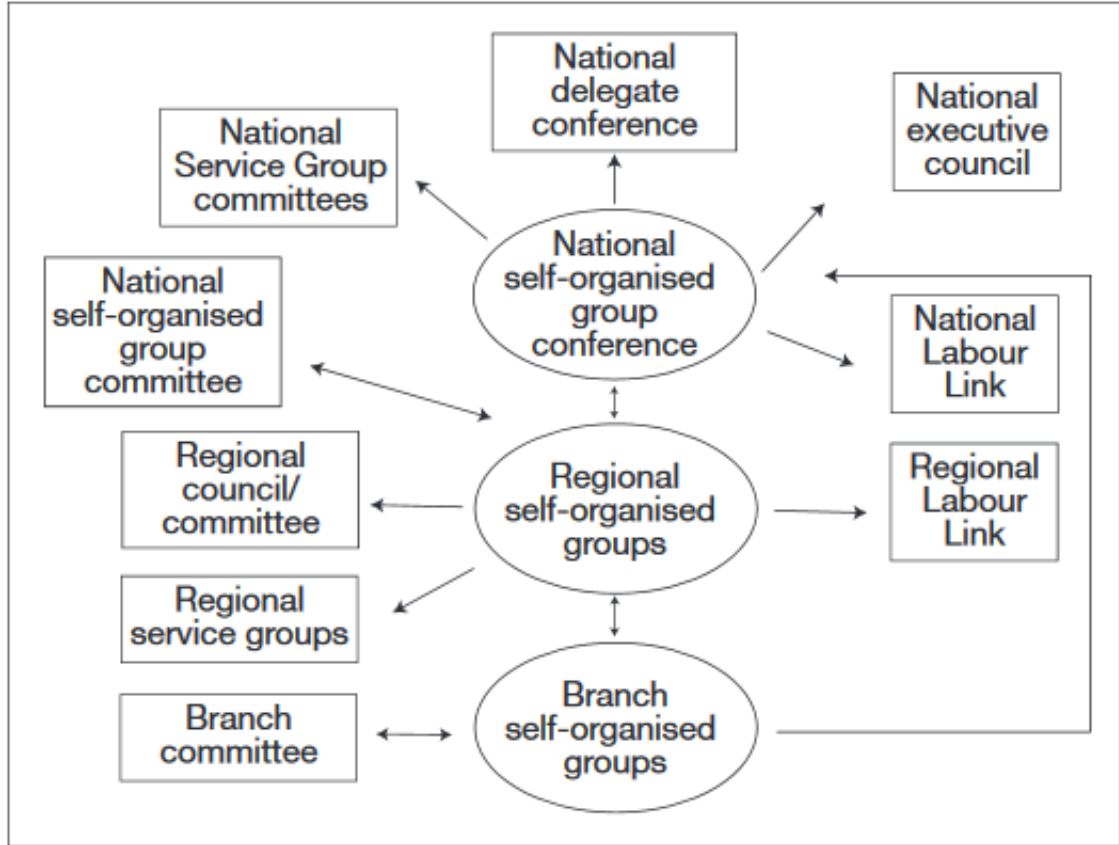 National
delegate
conference
National
executive
council
National
Service Group
committees
National
self-organised
group
conference
National
self-organised
group
committee
National
Labour
Link
Regional
council/
committee
Regional
self-organised
groups
Regional
Labour
Link
Regional
service groups
Branch
committee
Branch
self-organised
groups